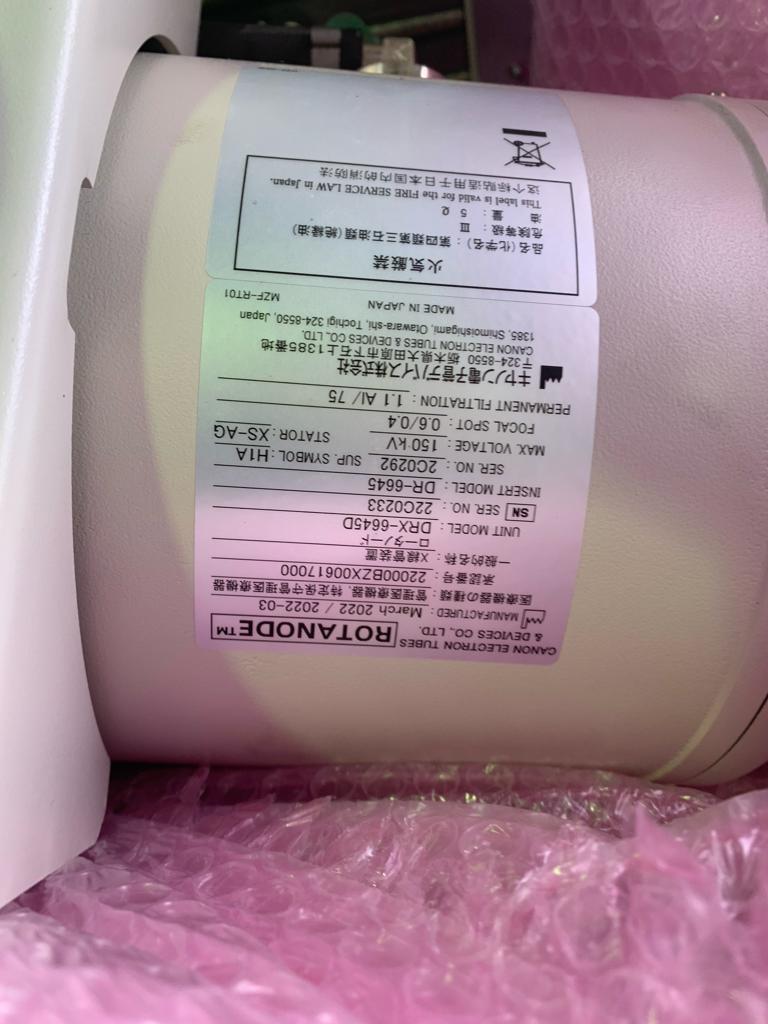 CANON ELECTRON TUBES
& DEVICES CO., LTD.
ROTANODE™
MANUFACTURED : March 2022 / 2022-03
医療機器の種類 : 管理医療機器, 特定保守管理医療機器
承認番号 : 22000BZX00617000
一般的名称 : X線管装置
ロータノード
UNIT MODEL : DRX-6645D
SN SER. NO. : 22C0233
INSERT MODEL : DR-6645
SER. NO. : 2C0292 SUP. SYMBOL : H1A
MAX. VOLTAGE : 150 kV STATOR : XS-AG
FOCAL SPOT : 0.6/0.4
PERMANENT FILTRATION : 1.1 Al / 75
キヤノン電子管デバイス株式会社
〒324-8550 栃木県大田原市下石上1385番地
CANON ELECTRON TUBES & DEVICES CO., LTD.
1385, Shimoishigami, Otawara-shi, Tochigi 324-8550, Japan
MADE IN JAPAN MZF-RT01
火気厳禁
品名(化学名) : 第四類第三石油類(絶縁油)
危険等級 : III
油 量 : 5 ℓ
This label is valid for the FIRE SERVICE LAW in Japan.
这个标贴适用于日本国内的消防法